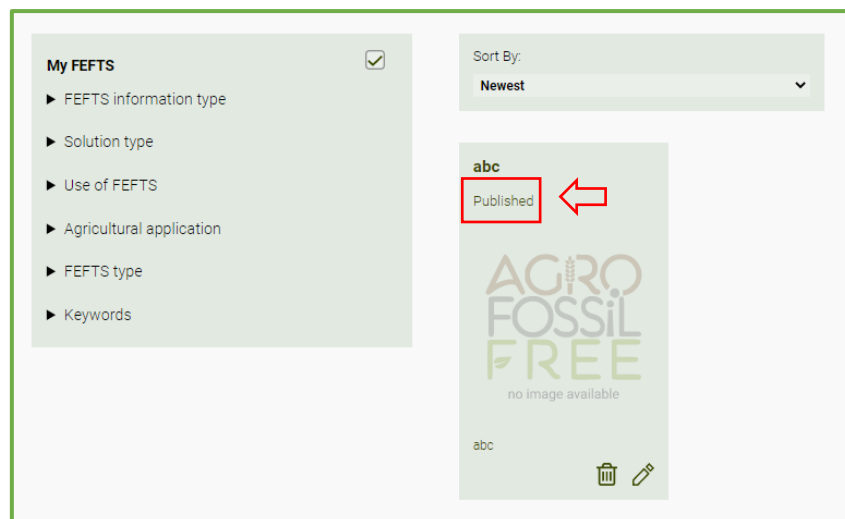 My FEFTS
FEFTS information type
Solution type
Use of FEFTS
Agricultural application
FEFTS type
Keywords
Sort By:
Newest
abc
Published
AGRO
FOSSiL
FREE
no image available
abc